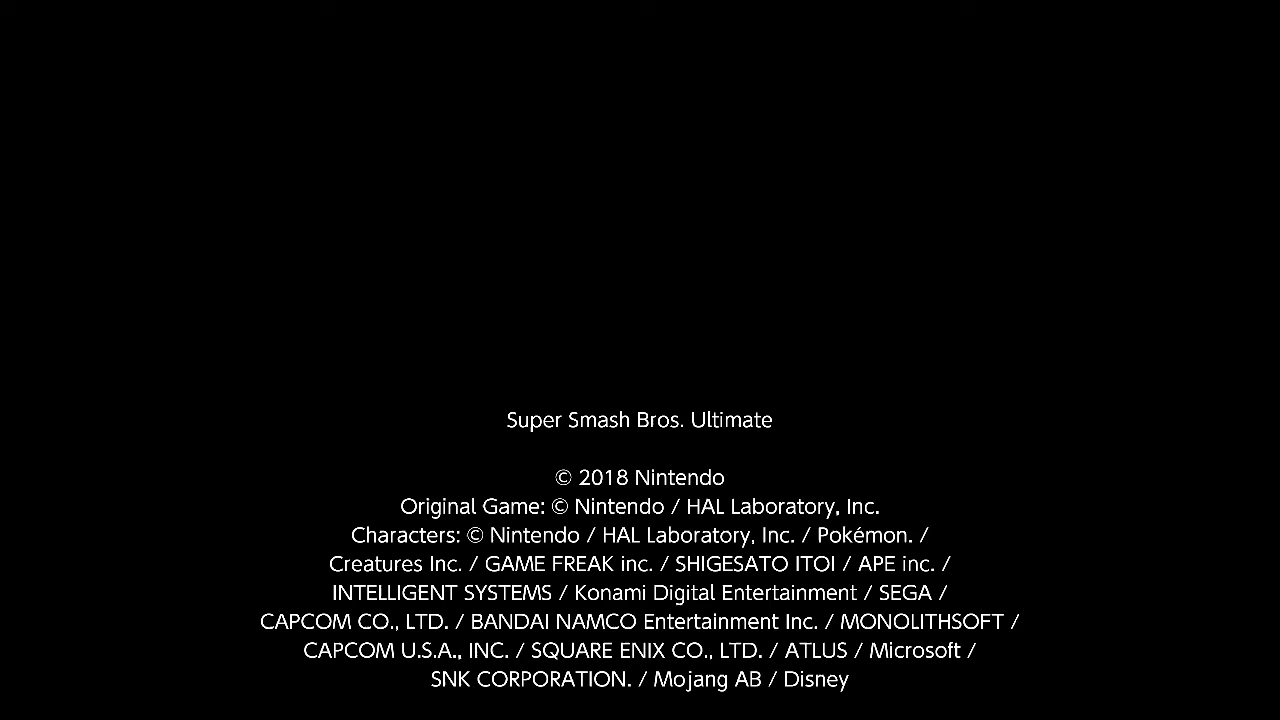 Super Smash Bros. Ultimate
© 2018 Nintendo
Original Game: © Nintendo / HAL Laboratory, Inc.
Characters: © Nintendo / HAL Laboratory, Inc. / Pokémon. /
Creatures Inc. / GAME FREAK inc. / SHIGESATO ITOI / APE inc. /
INTELLIGENT SYSTEMS / Konami Digital Entertainment / SEGA /
CAPCOM CO., LTD. / BANDAI NAMCO Entertainment Inc. / MONOLITHSOFT /
CAPCOM U.S.A., INC. / SQUARE ENIX CO., LTD. / ATLUS / Microsoft /
SNK CORPORATION. / Mojang AB / Disney